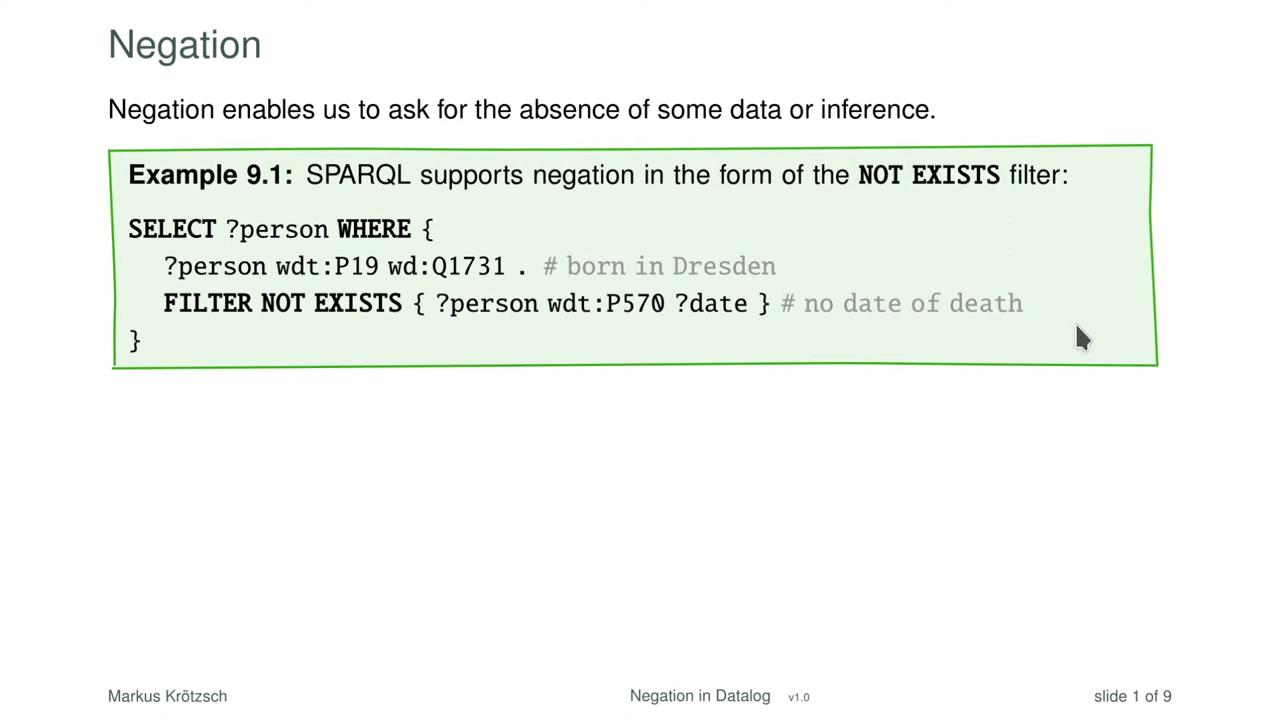 Negation
Negation enables us to ask for the absence of some data or inference.
Example 9.1: SPARQL supports negation in the form of the NOT EXISTS filter:
SELECT ?person WHERE {
?person wdt:P19 wd:Q1731 . # born in Dresden
FILTER NOT EXISTS { ?person wdt:P570 ?date } # no date of death
}
Markus Krötzsch Negation in Datalog v1.0 slide 1 of 9